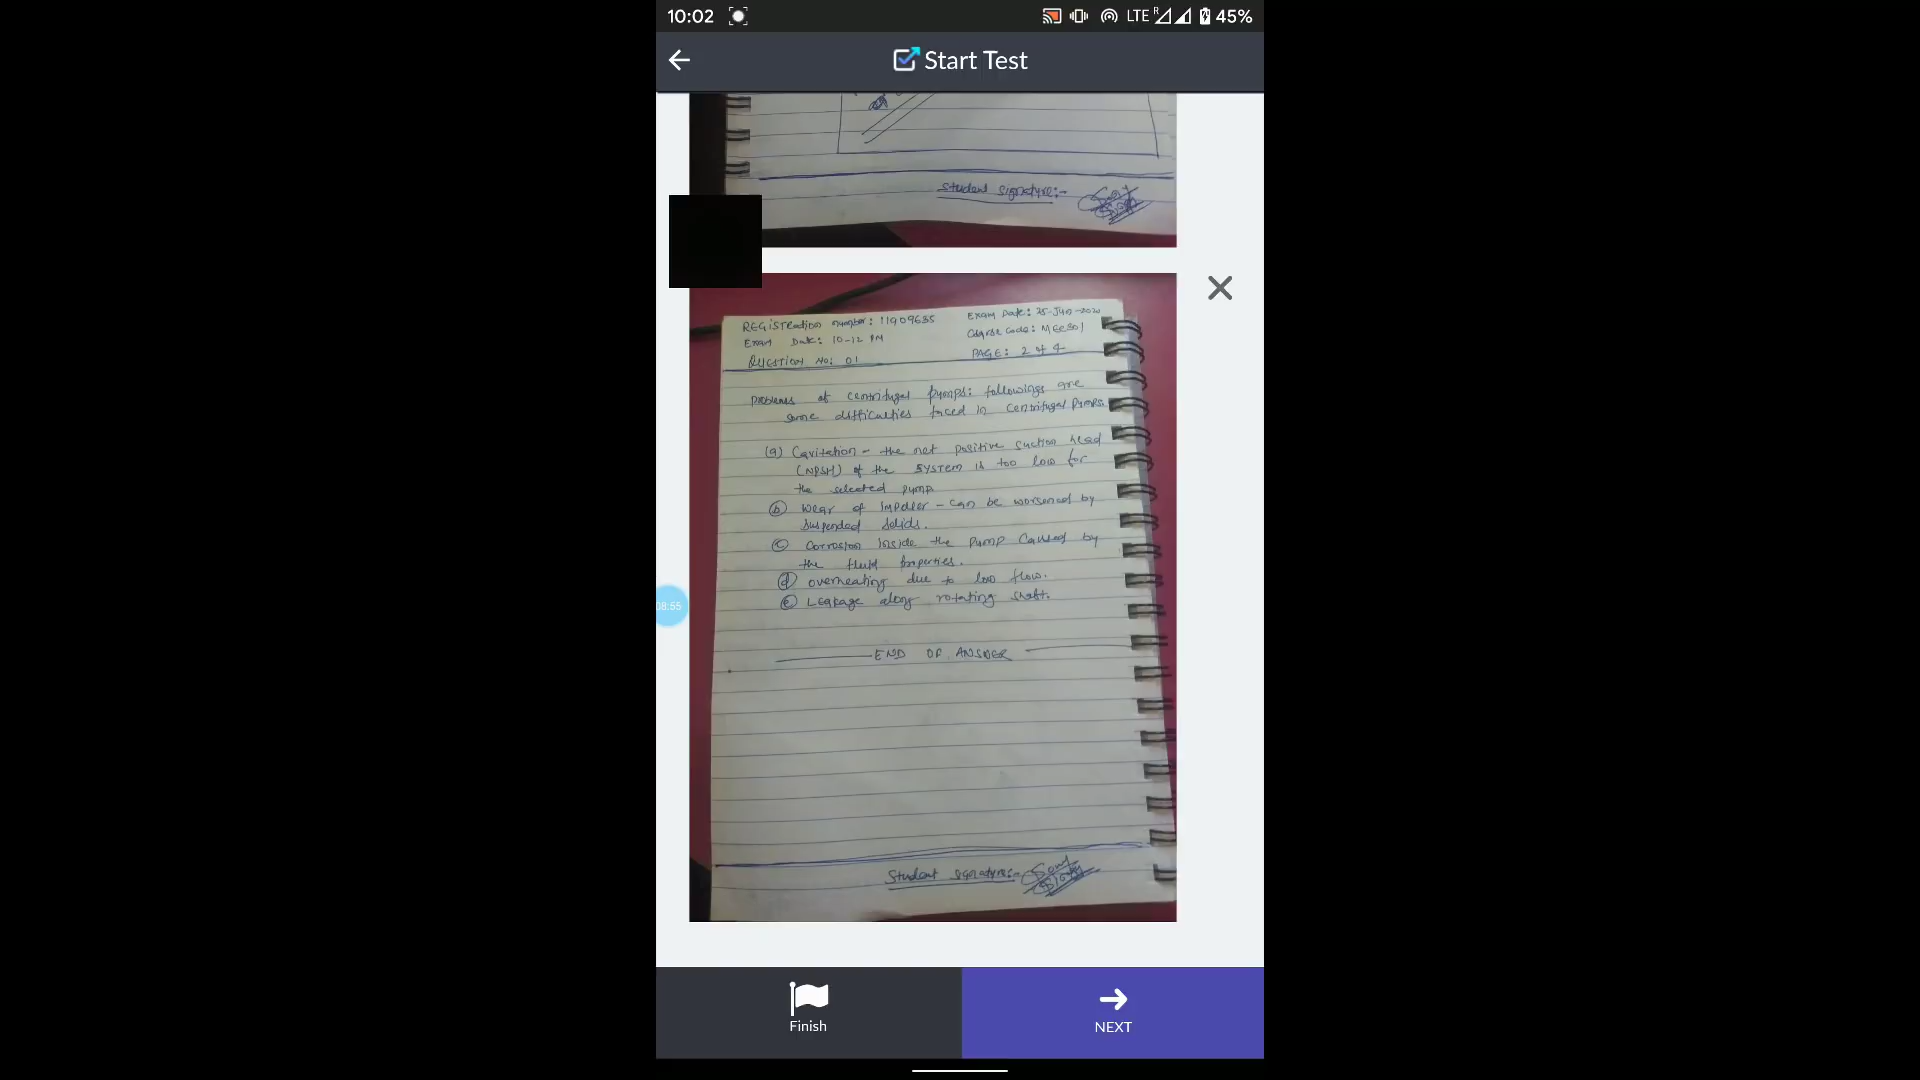 10:02
LTE
R
45%
Start Test
Student signature:-
REGISTRation number: 11909635
Exam Date: 25-Jun-2020
Exam Date: 10-12 PM
Course Code:
QUESTION No: 01
PAGE: 2 of 4
problems of centrifugal pumps: followings are
some difficulties faced in centrifugal pumps.
(a) Cavitation - the net positive suction head
(NPSH) of the system is too low for
the selected pump
(b) wear of Impeller - can be worsened by
suspended solids.
(c) Corrosion inside the pump caused by
the fluid properties.
(d) overheating due to low flow.
(e) Leakage along rotating shaft.
08:55
END OF ANSWER
Student signature:-
Finish
NEXT